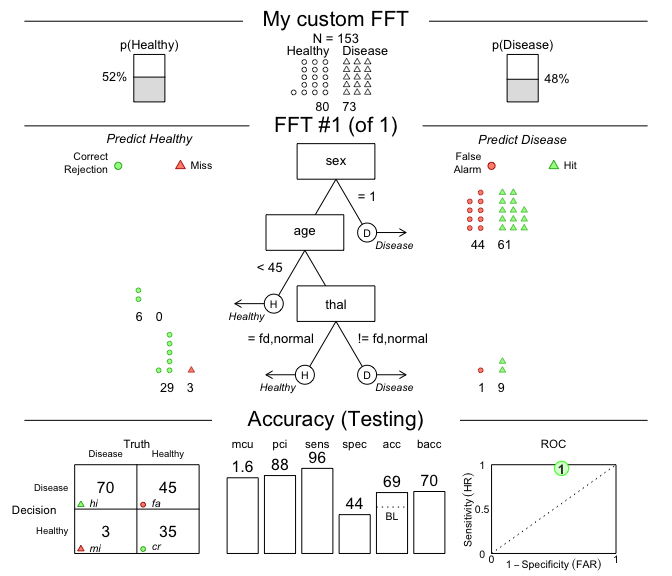 My custom FFT
p(Healthy)
N = 153
p(Disease)
Healthy Disease
52%
48%
80 73
FFT #1 (of 1)
Predict Healthy
Predict Disease
Correct Rejection
Miss
False Alarm
Hit
sex
= 1
age
D
Disease
44 61
< 45
H
Healthy
6 0
thal
= fd,normal
!= fd,normal
H
Healthy
D
Disease
29 3
1 9
Accuracy (Testing)
Truth
Disease Healthy
Decision
Disease
70
hi
45
fa
Healthy
3
mi
35
cr
mcu pci sens spec acc bacc
1.6 88 96 44 69 70
BL
ROC
1
1
0.5
0
0 1
Sensitivity (HR)
1 – Specificity (FAR)